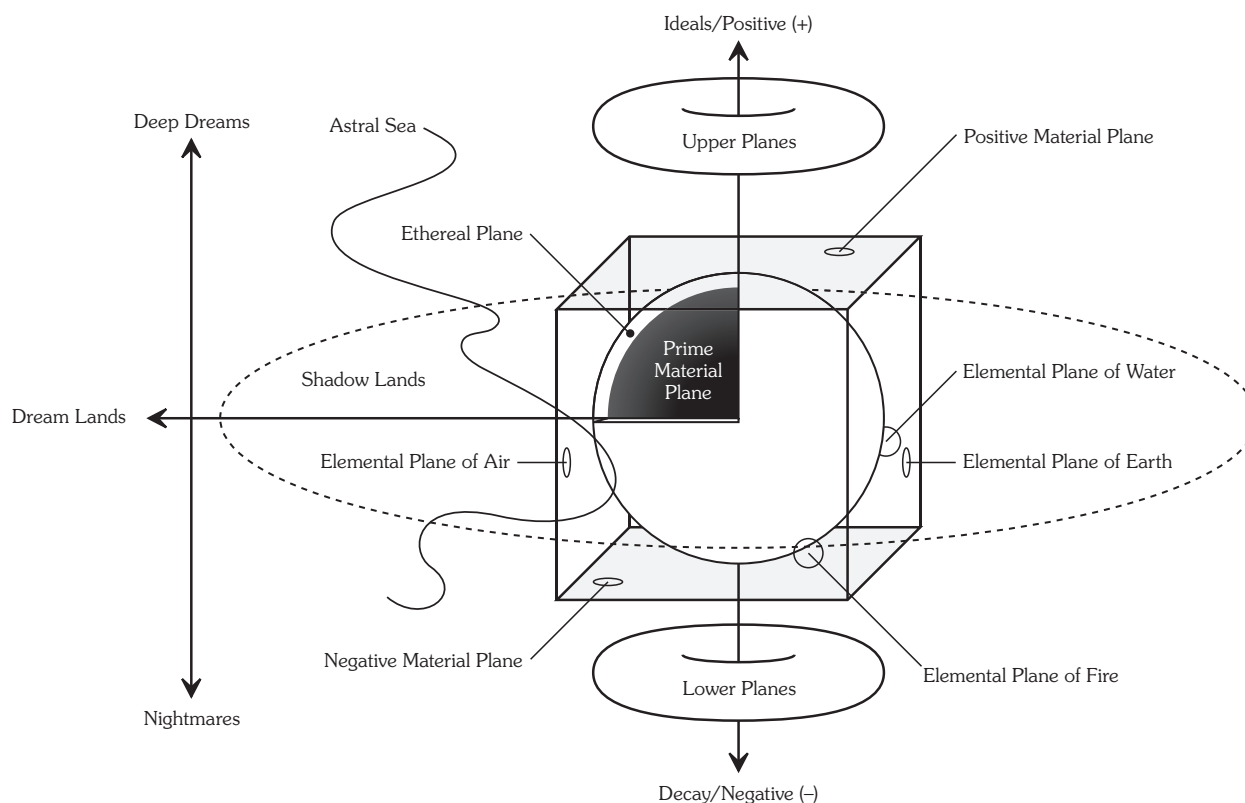 Ideals/Positive (+)
Deep Dreams
Astral Sea
Upper Planes
Positive Material Plane
Ethereal Plane
Prime
Material
Plane
Shadow Lands
Elemental Plane of Water
Dream Lands
Elemental Plane of Air
Elemental Plane of Earth
Negative Material Plane
Lower Planes
Elemental Plane of Fire
Nightmares
Decay/Negative (–)